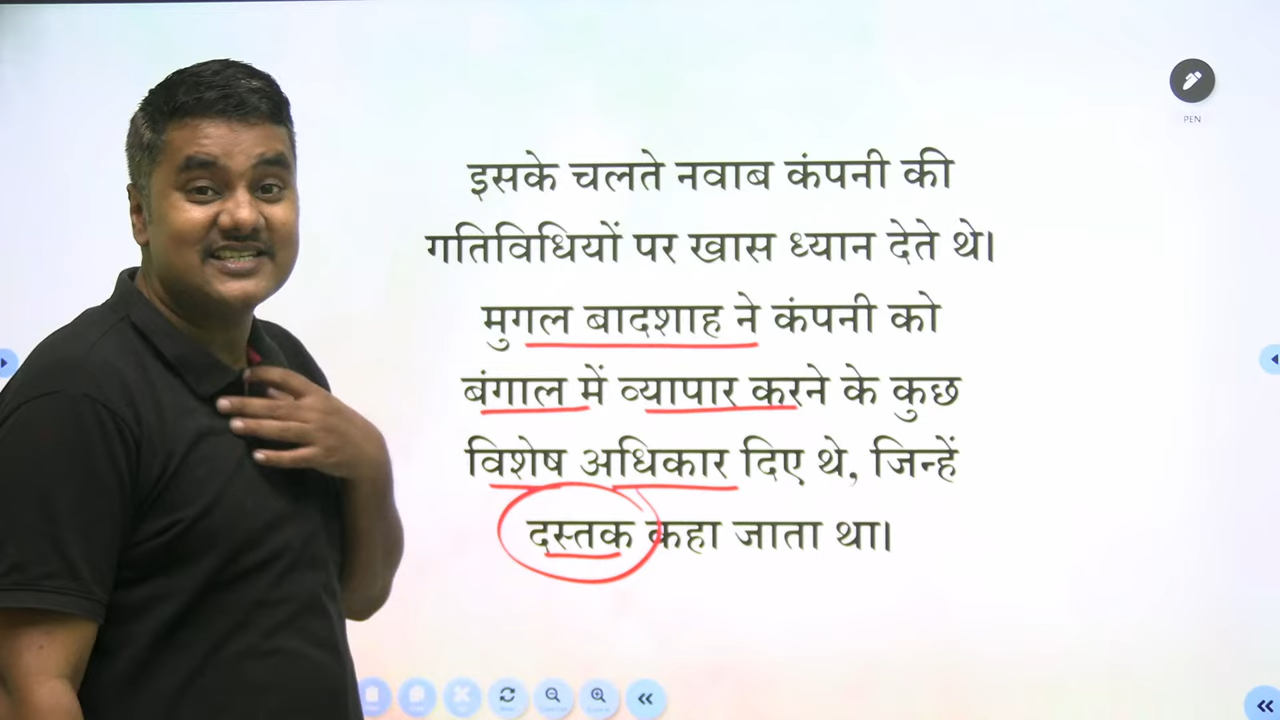 इसके चलते नवाब कंपनी की
गतिविधियों पर खास ध्यान देते थे।
मुगल बादशाह ने कंपनी को
बंगाल में व्यापार करने के कुछ
विशेष अधिकार दिए थे, जिन्हें
दस्तक कहा जाता था।
PEN